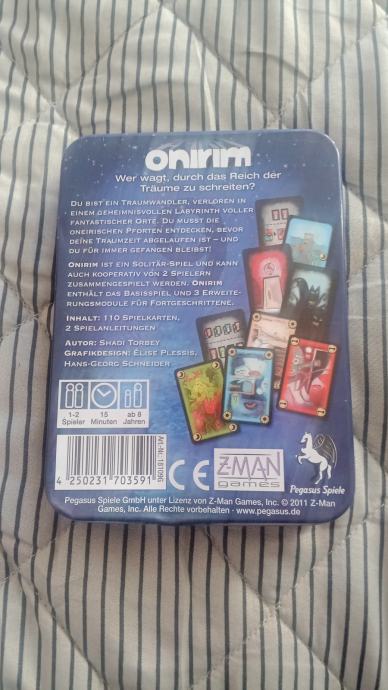 onirim
Wer wagt, durch das Reich der
Träume zu schreiten?
Du bist ein Traumwandler, verloren in
einem geheimnisvollen Labyrinth voller
fantastischer Orte. Du musst die
oneirischen Pforten entdecken, bevor
deine Traumzeit abgelaufen ist – und
du für immer gefangen bleibst!
Onirim ist ein Solitär-Spiel und kann
auch kooperativ von 2 Spielern
zusammengespielt werden. Onirim
enthält das Basisspiel und 3 Erweite-
rungsmodule für Fortgeschrittene.
Inhalt: 110 Spielkarten,
2 Spielanleitungen
Autor: Shadi Torbey
Grafikdesign: Élise Plessis,
Hans-Georg Schneider
1-2
Spieler
15
Minuten
ab 8
Jahren
Art.-Nr.: 18109G
4 250231 703591
CE
Z-MAN
games
Pegasus Spiele
Pegasus Spiele GmbH unter Lizenz von Z-Man Games, Inc. © 2011 Z-Man
Games, Inc. Alle Rechte vorbehalten · www.pegasus.de